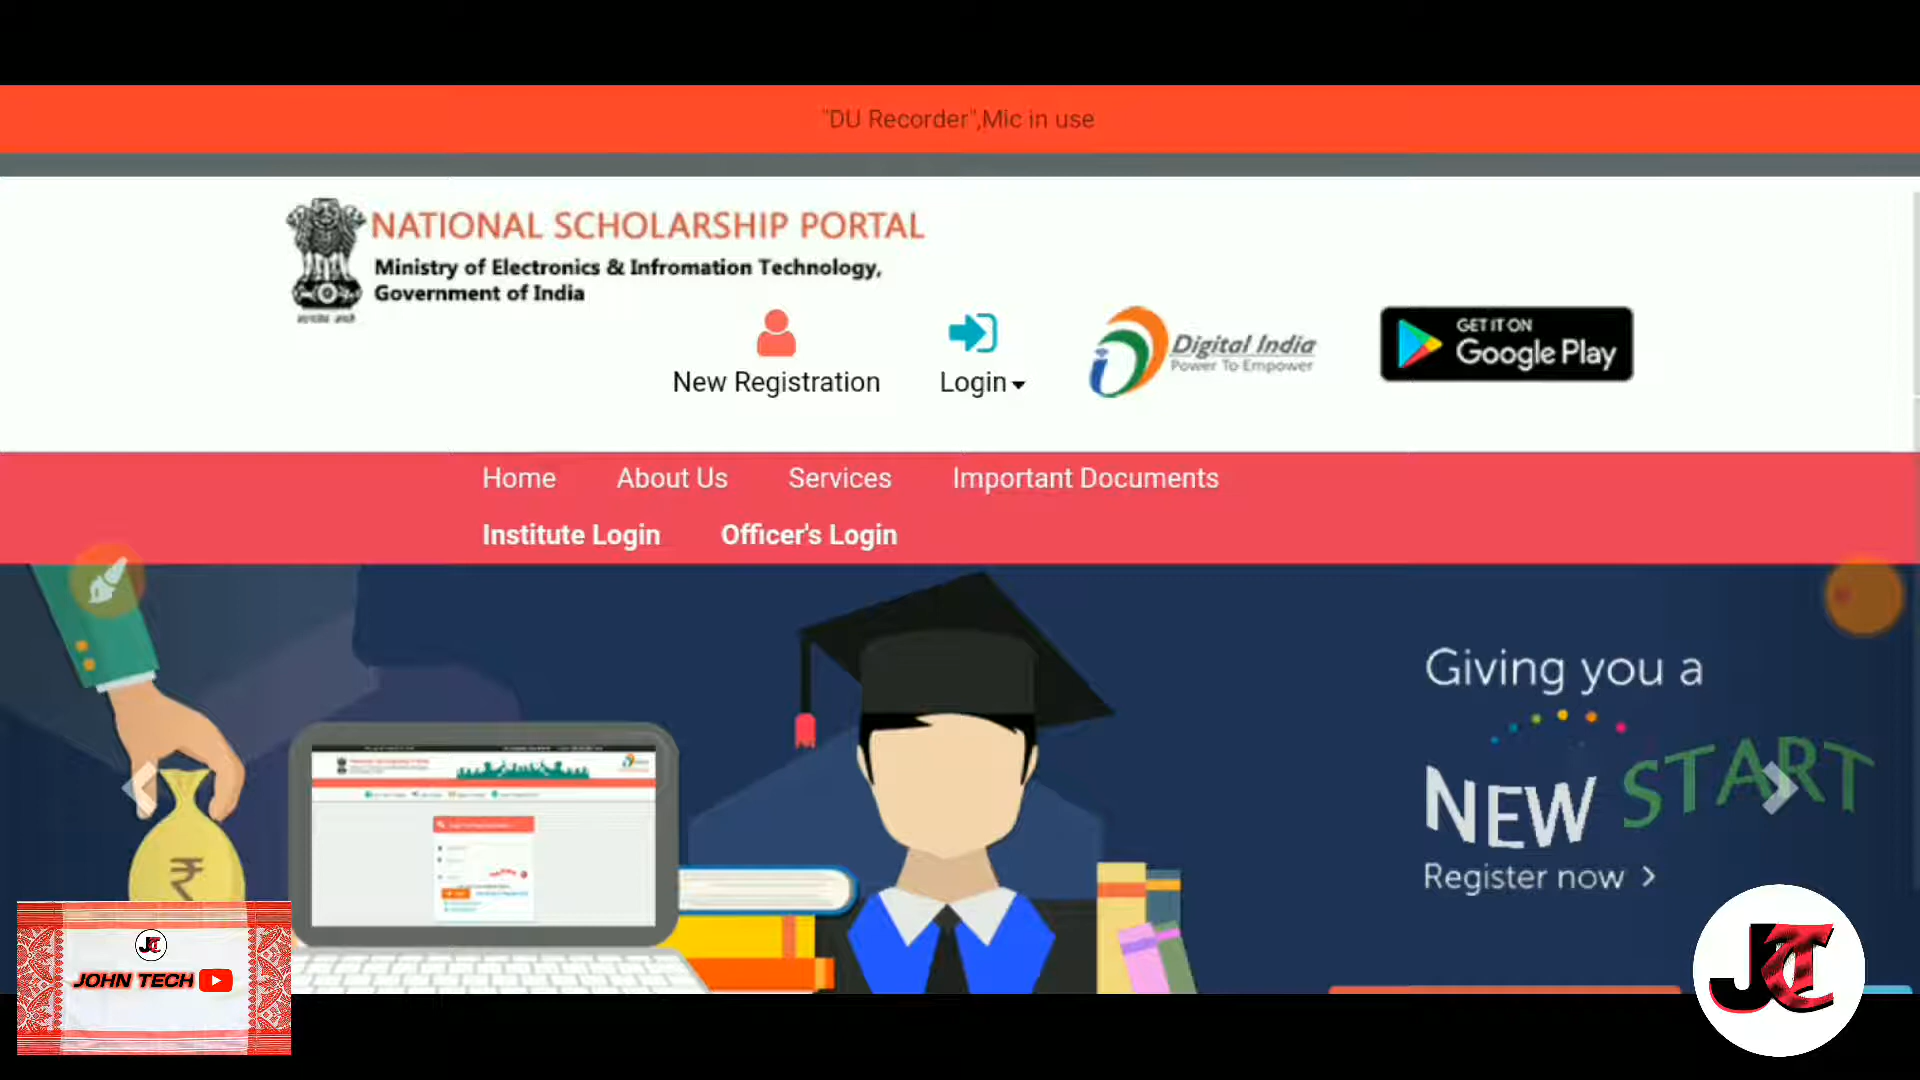 "DU Recorder",Mic in use
NATIONAL SCHOLARSHIP PORTAL
Ministry of Electronics & Infromation Technology,
Government of India
New Registration
Login
Digital India
Power To Empower
GET IT ON
Google Play
Home About Us Services Important Documents
Institute Login Officer's Login
Giving you a
NEW START
Register now >
₹
JOHN TECH